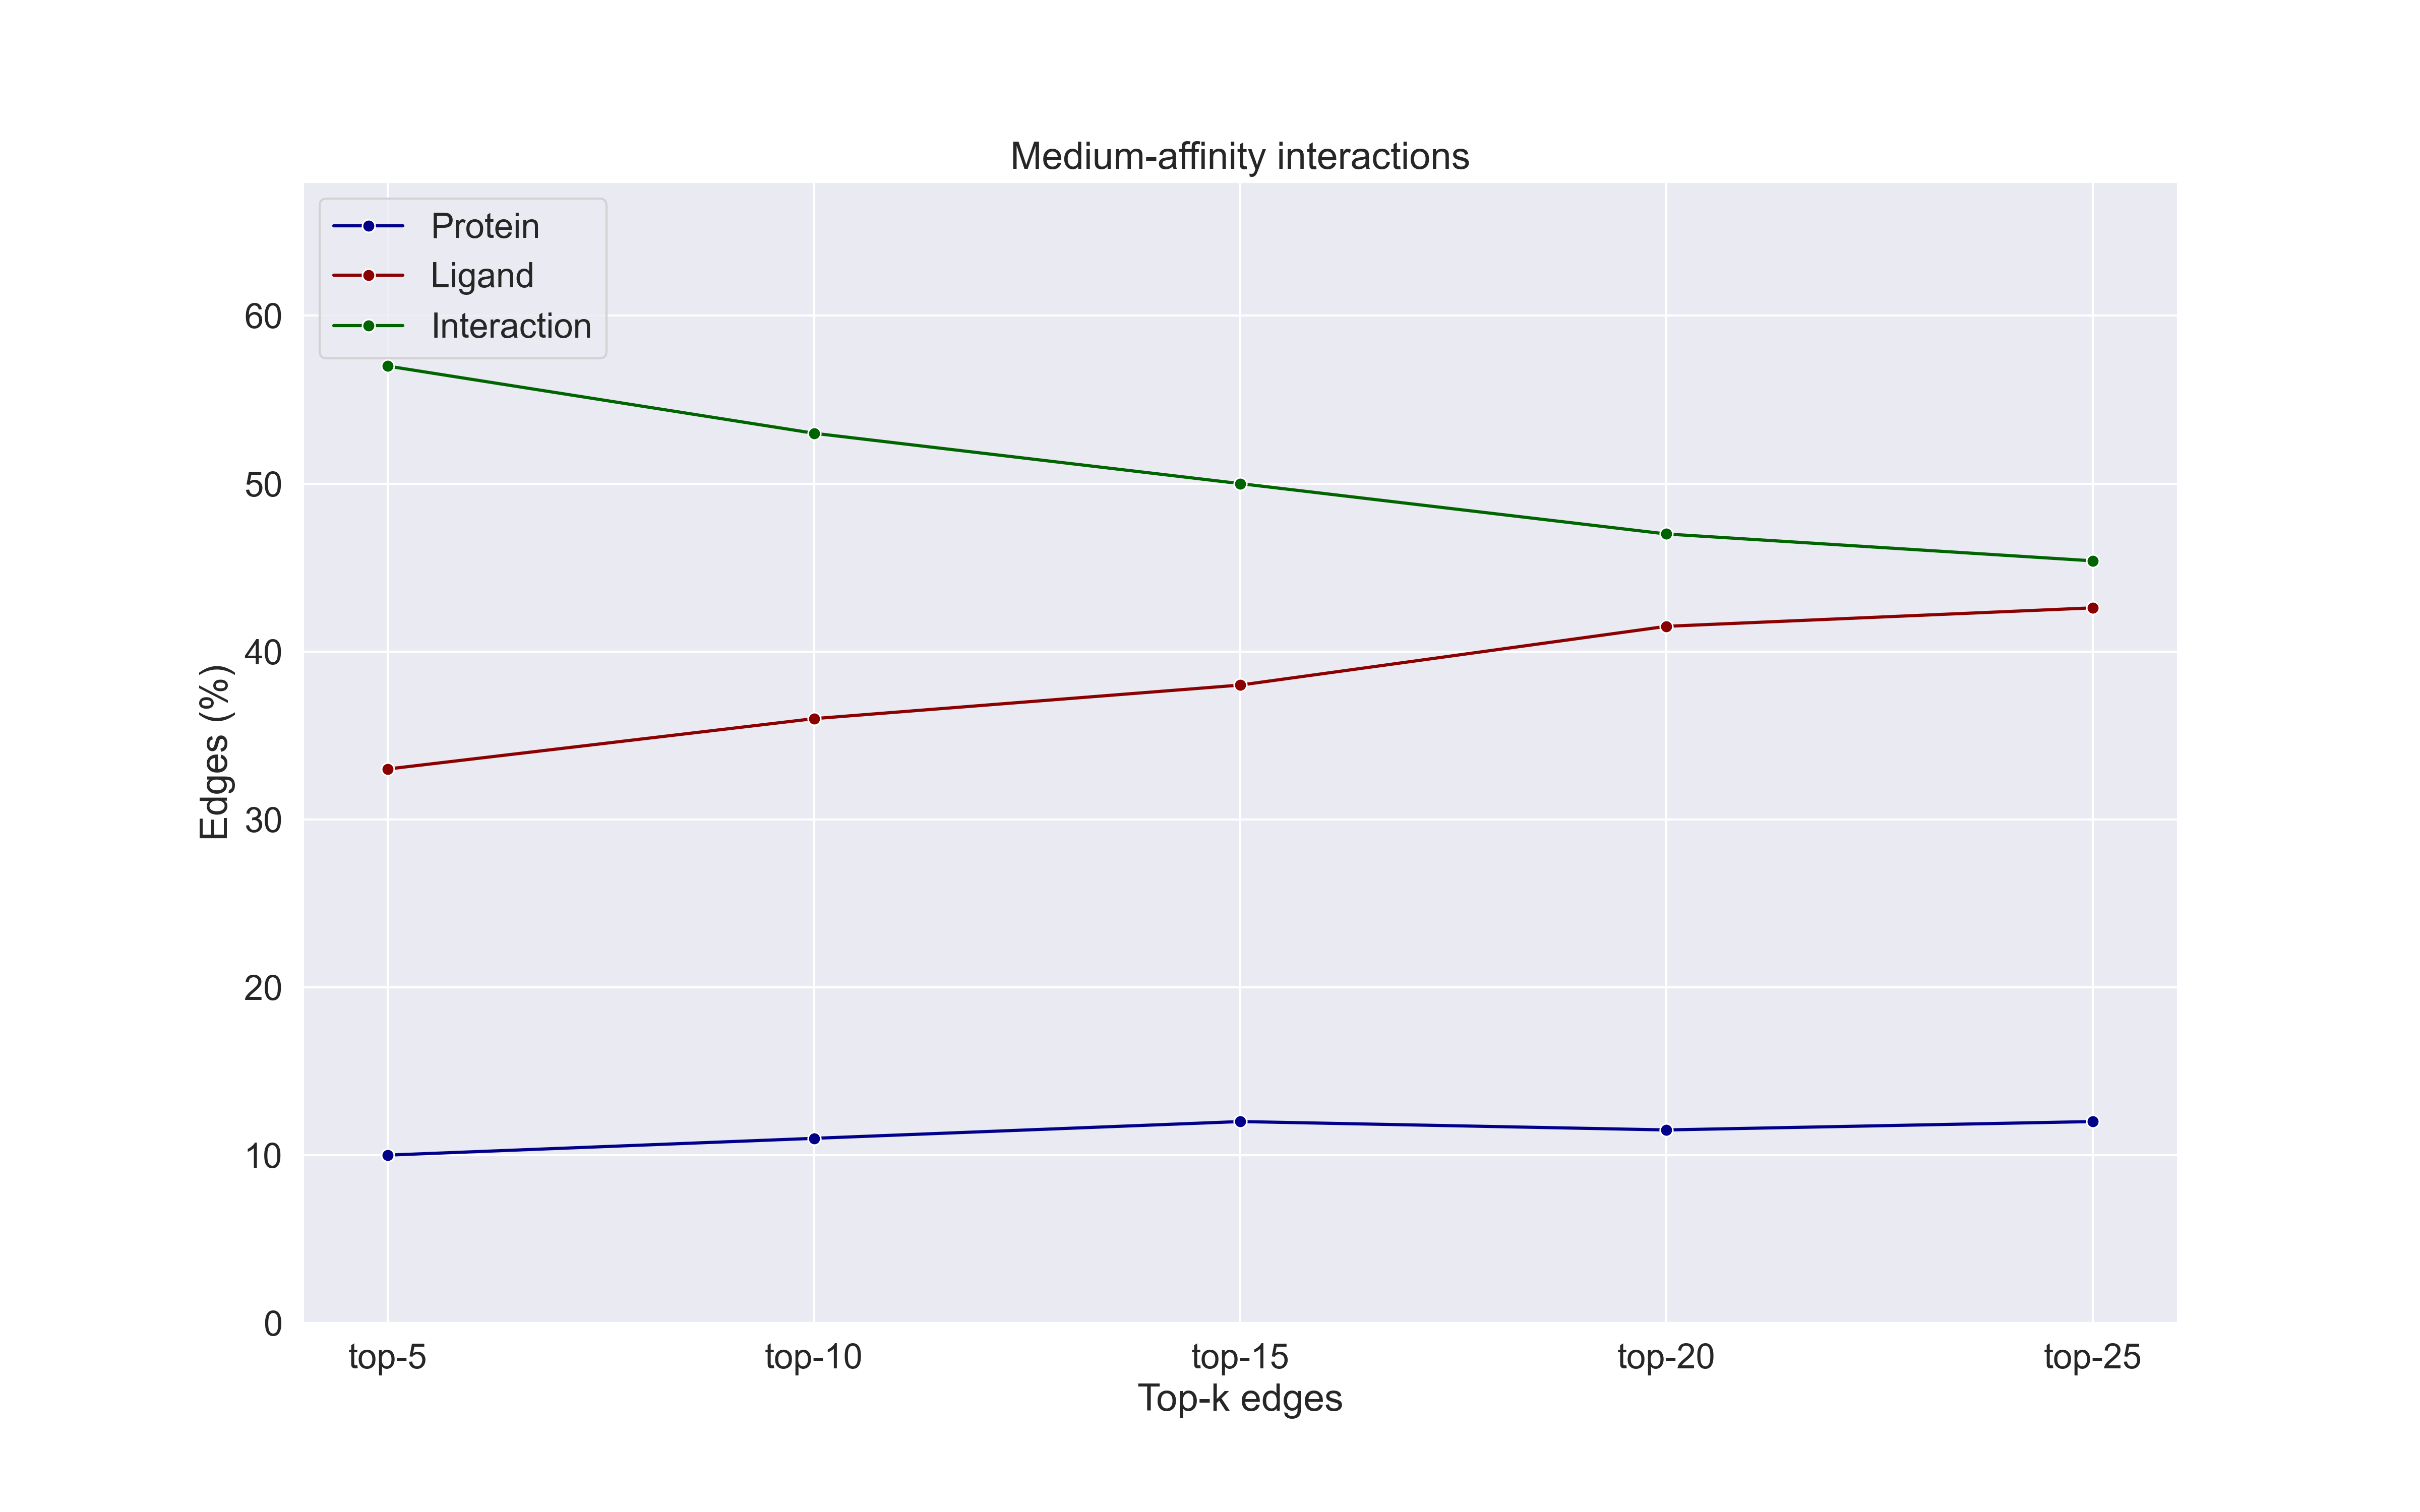 Medium-affinity interactions
Protein
Ligand
Interaction
60
50
40
30
20
10
0
Edges (%)
top-5 top-10 top-15 top-20 top-25
Top-k edges